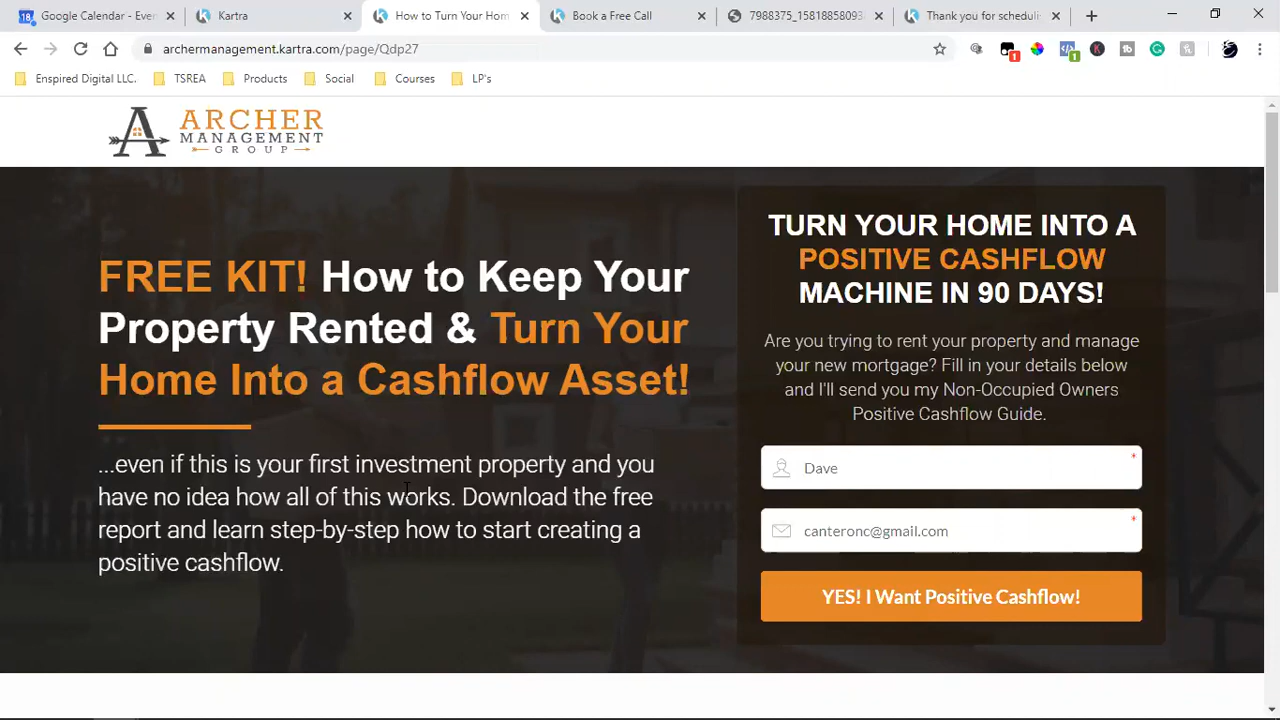 Google Calendar - Even
Kartra
How to Turn Your Hom
Book a Free Call
7988375_15818858093
Thank you for scheduli
archermanagement.kartra.com/page/Qdp27
Enspired Digital LLC.
TSREA
Products
Social
Courses
LP's
ARCHER
MANAGEMENT
GROUP
FREE KIT! How to Keep Your
Property Rented & Turn Your
Home Into a Cashflow Asset!
...even if this is your first investment property and you
have no idea how all of this works. Download the free
report and learn step-by-step how to start creating a
positive cashflow.
TURN YOUR HOME INTO A
POSITIVE CASHFLOW
MACHINE IN 90 DAYS!
Are you trying to rent your property and manage
your new mortgage? Fill in your details below
and I'll send you my Non-Occupied Owners
Positive Cashflow Guide.
Dave
canteronc@gmail.com
YES! I Want Positive Cashflow!